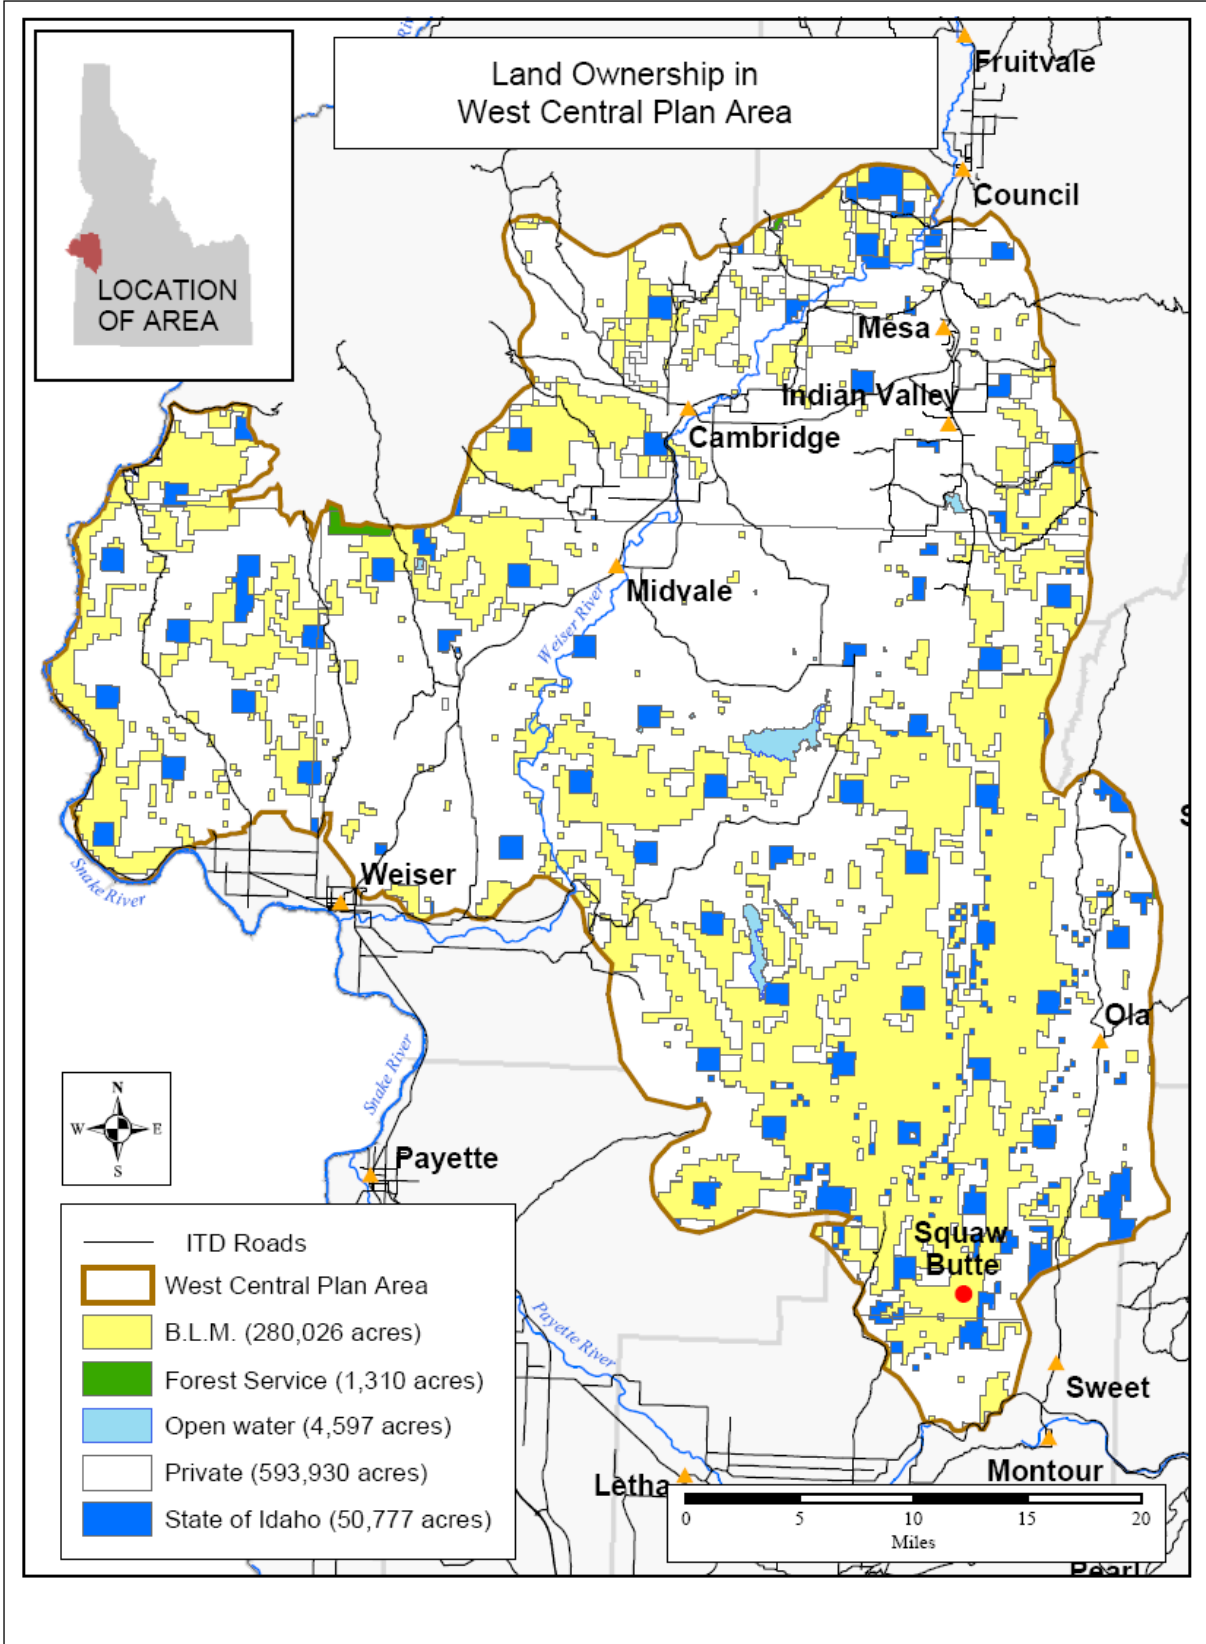 Riv
Land Ownership in
West Central Plan Area
Fruitvale
Council
LOCATION
OF AREA
Mesa
Indian Valley
Cambridge
Midvale
Weiser River
S
Weiser
Snake River
Ola
Snake River
N
W E
S
Payette
Squaw
Butte
Payette River
Sweet
Montour
Letha
ITD Roads
West Central Plan Area
B.L.M. (280,026 acres)
Forest Service (1,310 acres)
Open water (4,597 acres)
Private (593,930 acres)
State of Idaho (50,777 acres)
0 5 10 15 20
Miles
Pearl